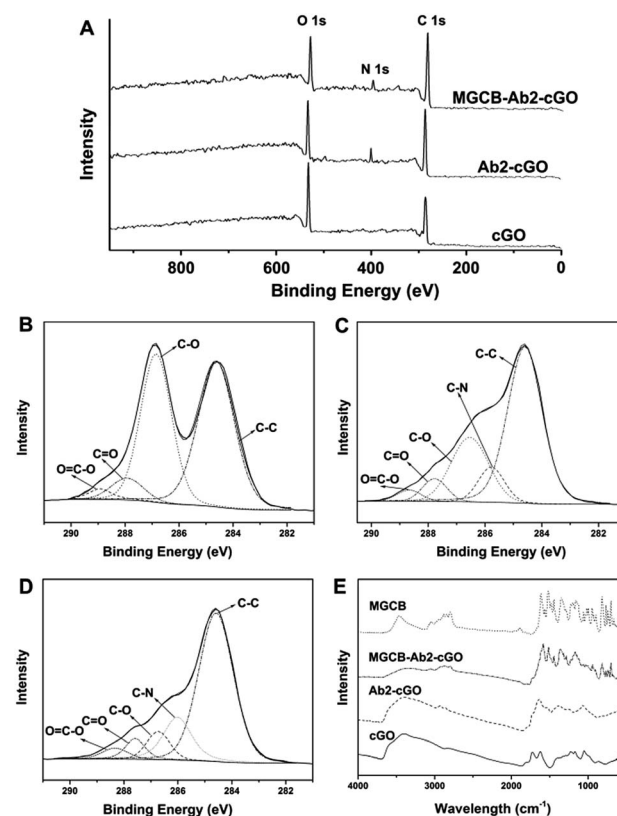 A
O 1s
N 1s
C 1s
MGCB-Ab2-cGO
Ab2-cGO
cGO
Intensity
800 600 400 200 0
Binding Energy (eV)
B
C-O
C-C
C=O
O=C-O
Intensity
290 288 286 284 282
Binding Energy (eV)
C
C-C
C-N
C-O
C=O
O=C-O
Intensity
290 288 286 284 282
Binding Energy (eV)
D
C-C
C-N
C-O
C=O
O=C-O
Intensity
290 288 286 284 282
Binding Energy (eV)
E
MGCB
MGCB-Ab2-cGO
Ab2-cGO
cGO
Intensity
4000 3000 2000 1000
Wavelength (cm-1)